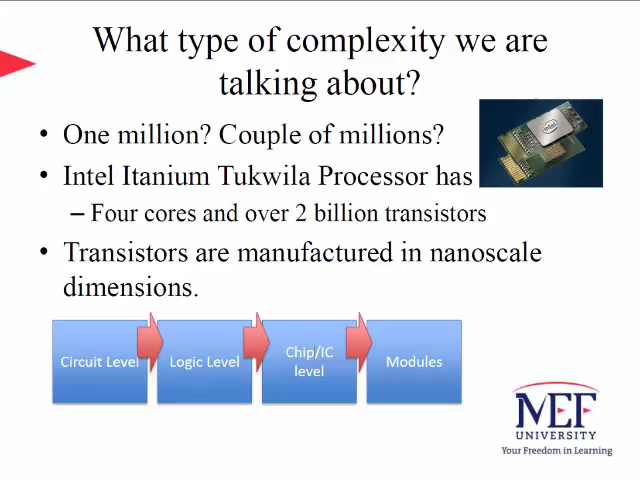 What type of complexity we are
talking about?
• One million? Couple of millions?
• Intel Itanium Tukwila Processor has
– Four cores and over 2 billion transistors
• Transistors are manufactured in nanoscale
dimensions.
Circuit Level
Logic Level
Chip/IC
level
Modules
intel
MEF
UNIVERSITY
Your Freedom in Learning